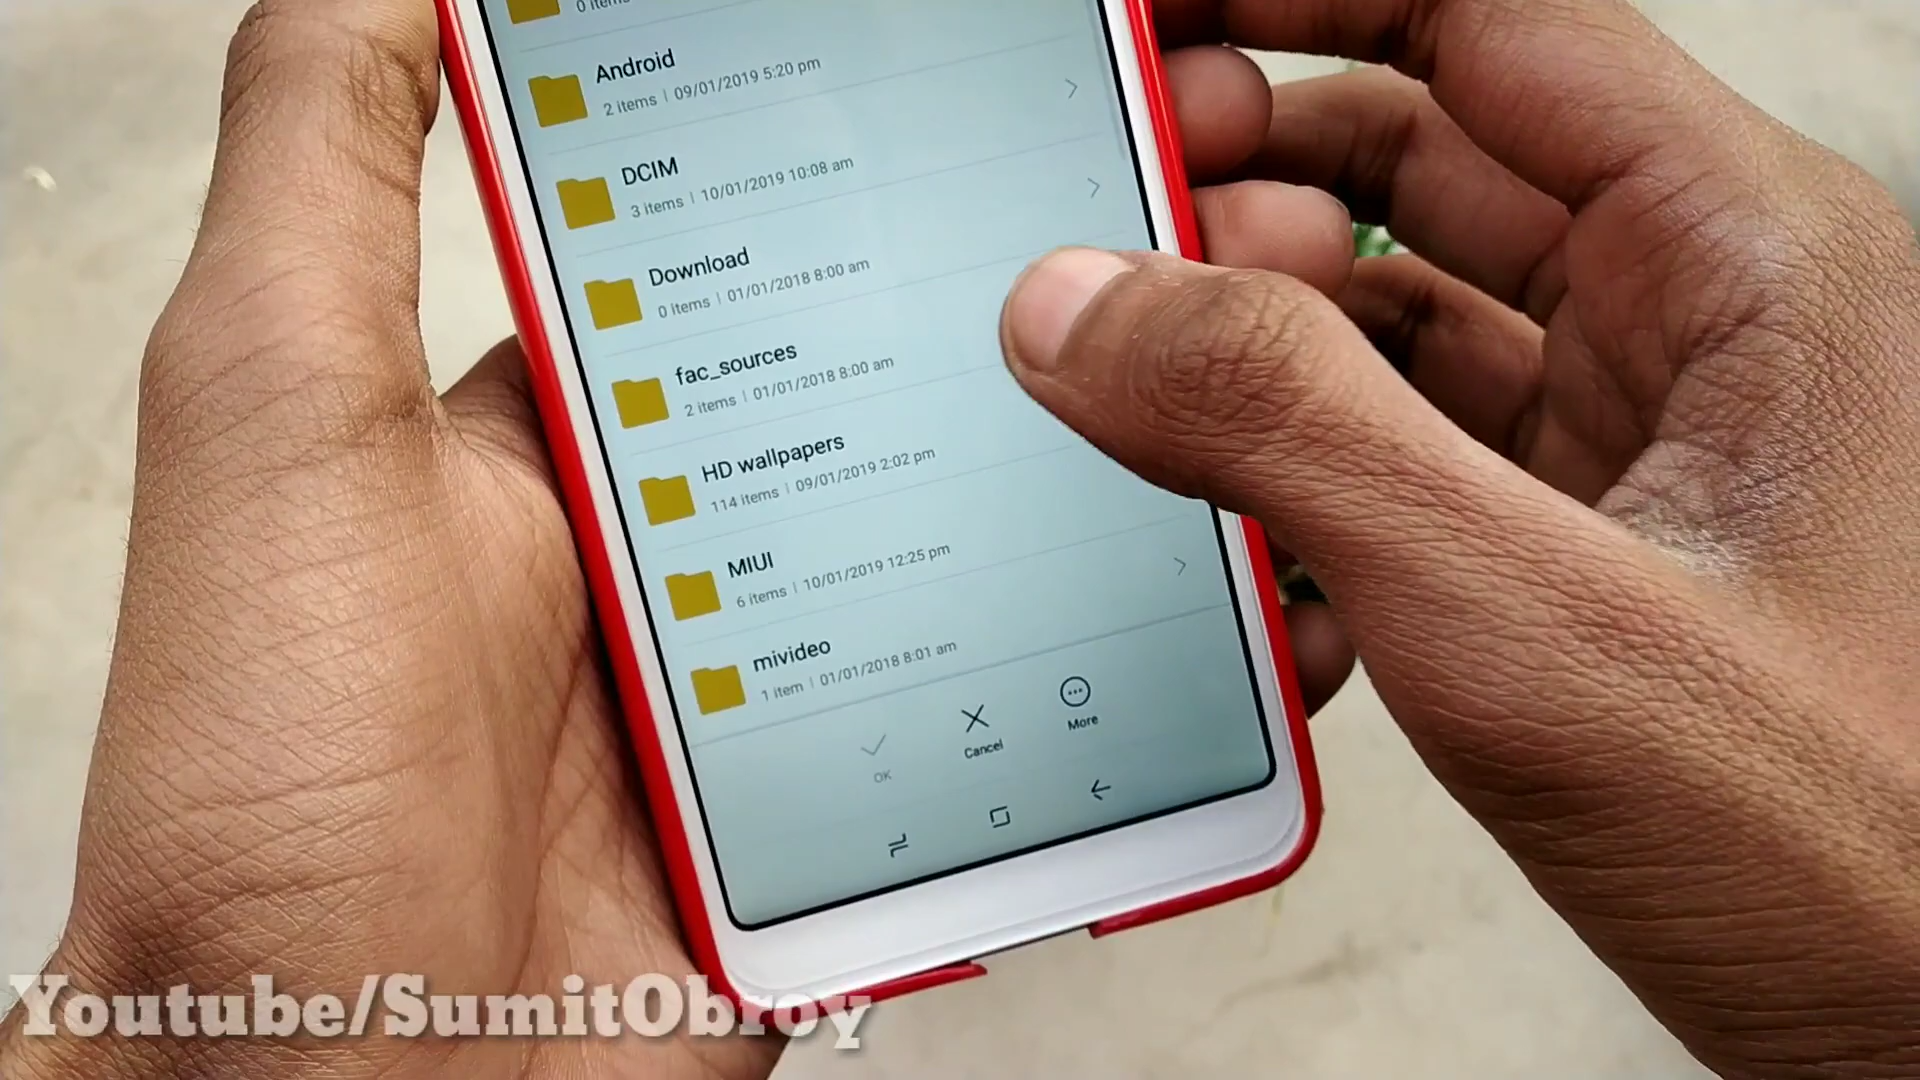 0 items
Android
2 items | 09/01/2019 5:20 pm
DCIM
3 items | 10/01/2019 10:08 am
Download
0 items | 01/01/2018 8:00 am
fac_sources
2 items | 01/01/2018 8:00 am
HD wallpapers
114 items | 09/01/2019 2:02 pm
MIUI
6 items | 10/01/2019 12:25 pm
mivideo
1 item | 01/01/2018 8:01 am
OK
Cancel
More
Youtube/SumitObroy